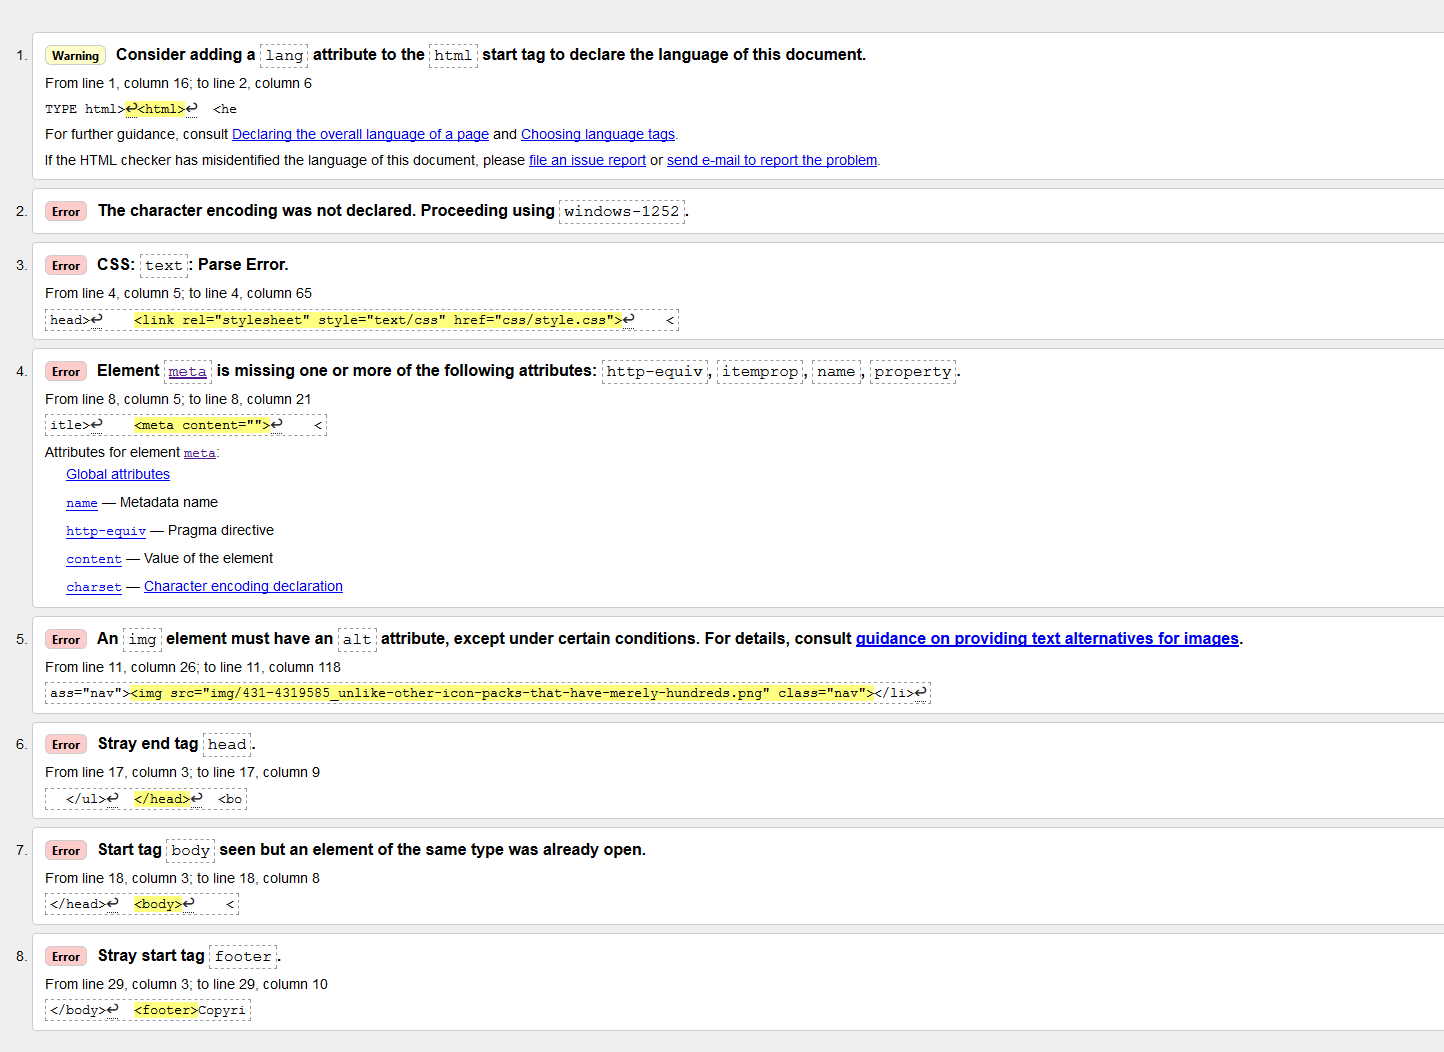 1. Warning Consider adding a lang attribute to the html start tag to declare the language of this document.
From line 1, column 16; to line 2, column 6
TYPE html>↩<html>↩  <he
For further guidance, consult Declaring the overall language of a page and Choosing language tags.
If the HTML checker has misidentified the language of this document, please file an issue report or send e-mail to report the problem.
2. Error The character encoding was not declared. Proceeding using windows-1252.
3. Error CSS: text: Parse Error.
From line 4, column 5; to line 4, column 65
head>↩    <link rel="stylesheet" style="text/css" href="css/style.css">↩    <
4. Error Element meta is missing one or more of the following attributes: http-equiv, itemprop, name, property.
From line 8, column 5; to line 8, column 21
itle>↩    <meta content="">↩    <
Attributes for element meta:
Global attributes
name — Metadata name
http-equiv — Pragma directive
content — Value of the element
charset — Character encoding declaration
5. Error An img element must have an alt attribute, except under certain conditions. For details, consult guidance on providing text alternatives for images.
From line 11, column 26; to line 11, column 118
ass="nav"><img src="img/431-4319585_unlike-other-icon-packs-that-have-merely-hundreds.png" class="nav"></li>↩
6. Error Stray end tag head.
From line 17, column 3; to line 17, column 9
</ul>↩  </head>↩  <bo
7. Error Start tag body seen but an element of the same type was already open.
From line 18, column 3; to line 18, column 8
</head>↩  <body>↩    <
8. Error Stray start tag footer.
From line 29, column 3; to line 29, column 10
</body>↩  <footer>Copyri